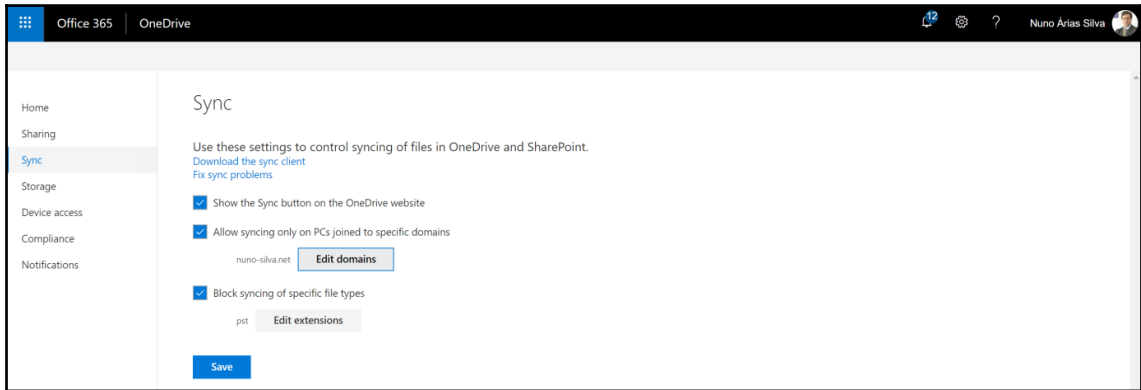 Office 365 OneDrive 12 ? Nuno Árias Silva
Home
Sharing
Sync
Storage
Device access
Compliance
Notifications
Sync
Use these settings to control syncing of files in OneDrive and SharePoint.
Download the sync client
Fix sync problems
Show the Sync button on the OneDrive website
Allow syncing only on PCs joined to specific domains
nuno-silva.net Edit domains
Block syncing of specific file types
pst Edit extensions
Save